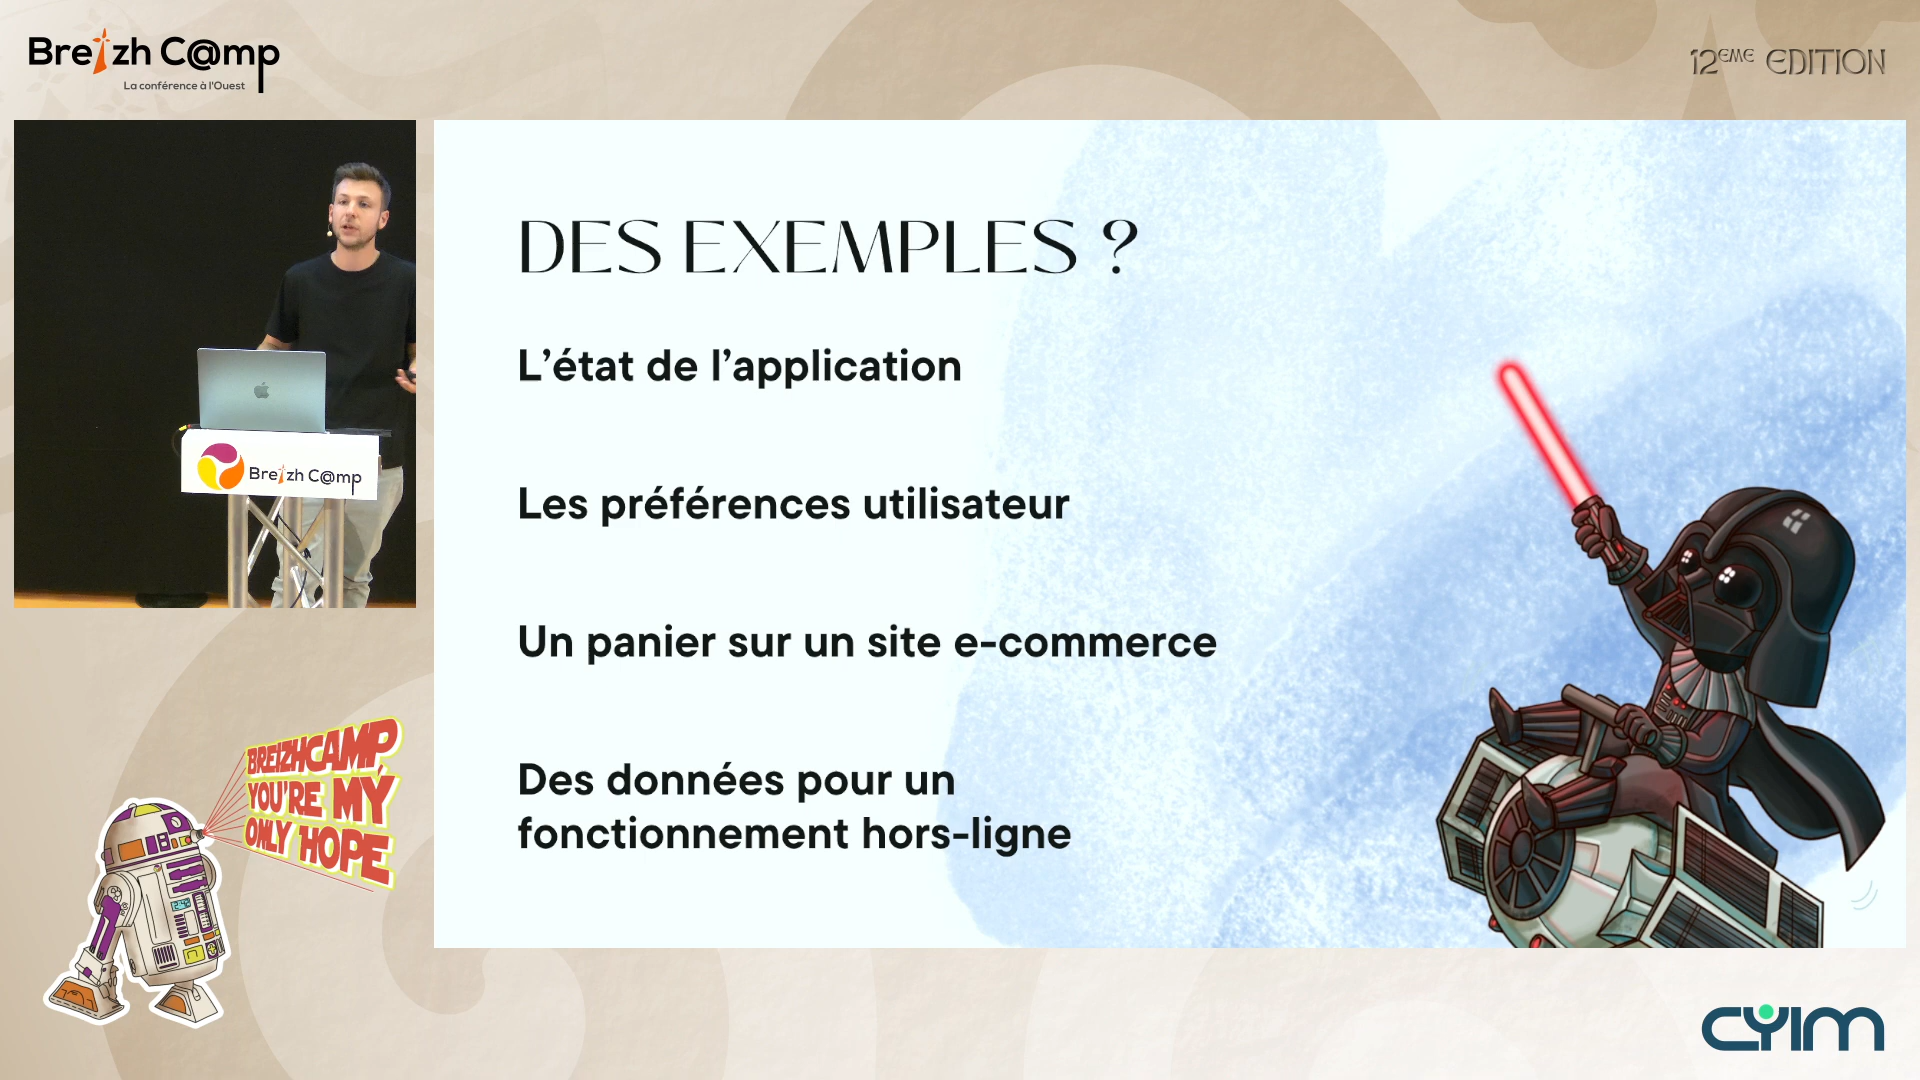 Breizh C@mp
La conférence à l'Ouest
12ÈME EDITION
DES EXEMPLES ?
L'état de l'application
Les préférences utilisateur
Un panier sur un site e-commerce
Des données pour un
fonctionnement hors-ligne
Breizh C@mp
BREIZHCAMP,
YOU'RE MY
ONLY HOPE
CYIM